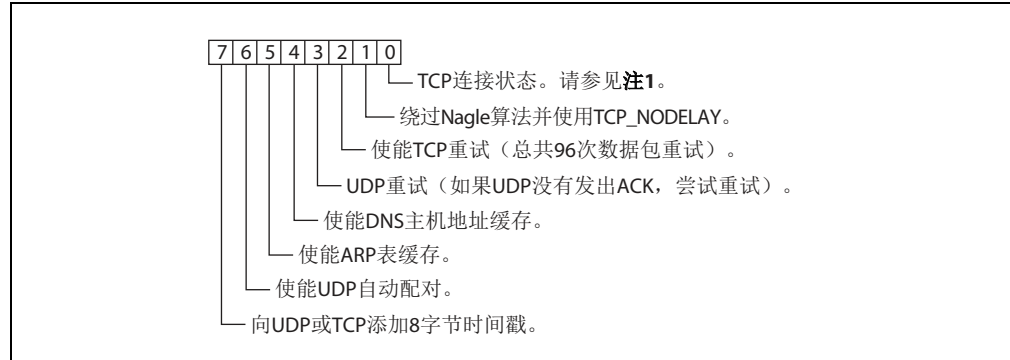 7 6 5 4 3 2 1 0
TCP连接状态。请参见注1。
绕过Nagle算法并使用TCP_NODELAY。
使能TCP重试（总共96次数据包重试）。
UDP重试（如果UDP没有发出ACK，尝试重试）。
使能DNS主机地址缓存。
使能ARP表缓存。
使能UDP自动配对。
向UDP或TCP添加8字节时间戳。